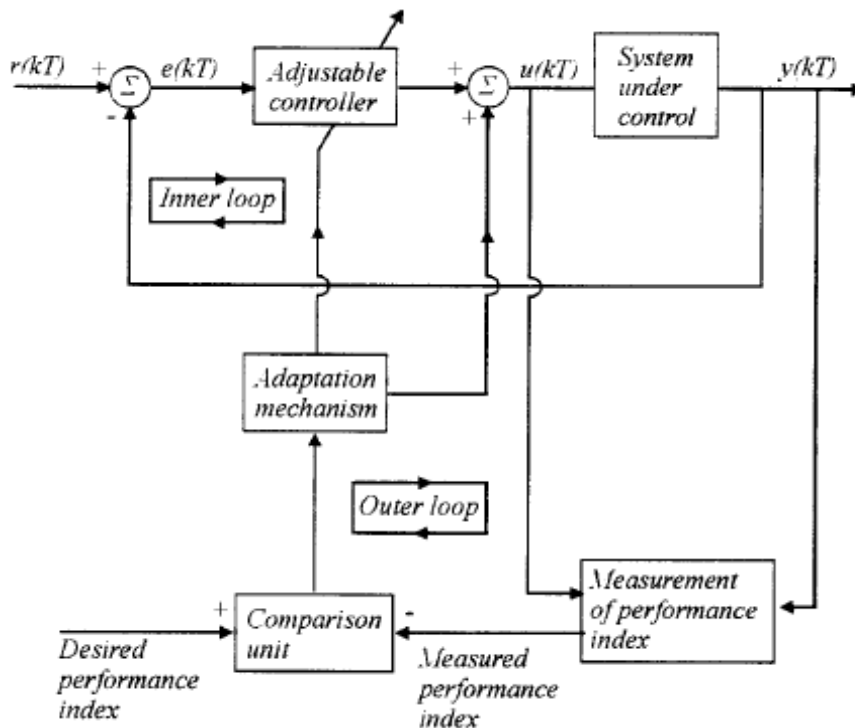 r(kT)
+
Σ
-
e(kT)
Adjustable
controller
+
Σ
+
u(kT)
System
under
control
y(kT)
Inner loop
Adaptation
mechanism
Outer loop
+
Comparison
unit
-
Measurement
of performance
index
Desired
performance
index
Measured
performance
index